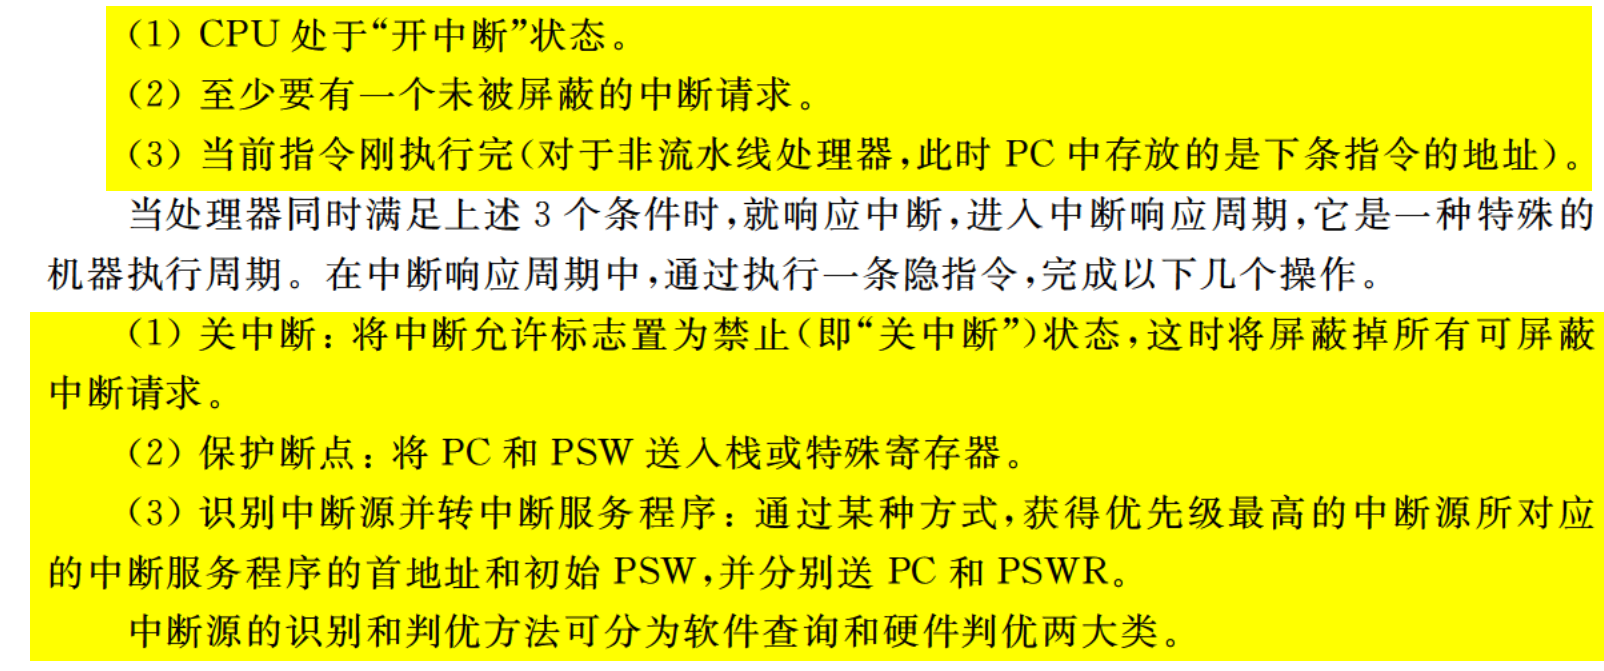 (1) CPU 处于“开中断”状态。
(2) 至少要有一个未被屏蔽的中断请求。
(3) 当前指令刚执行完(对于非流水线处理器,此时 PC 中存放的是下条指令的地址)。
当处理器同时满足上述 3 个条件时,就响应中断,进入中断响应周期,它是一种特殊的
机器执行周期。在中断响应周期中,通过执行一条隐指令,完成以下几个操作。
(1) 关中断: 将中断允许标志置为禁止(即“关中断”)状态,这时将屏蔽掉所有可屏蔽
中断请求。
(2) 保护断点: 将 PC 和 PSW 送入栈或特殊寄存器。
(3) 识别中断源并转中断服务程序: 通过某种方式,获得优先级最高的中断源所对应
的中断服务程序的首地址和初始 PSW,并分别送 PC 和 PSWR。
中断源的识别和判优方法可分为软件查询和硬件判优两大类。